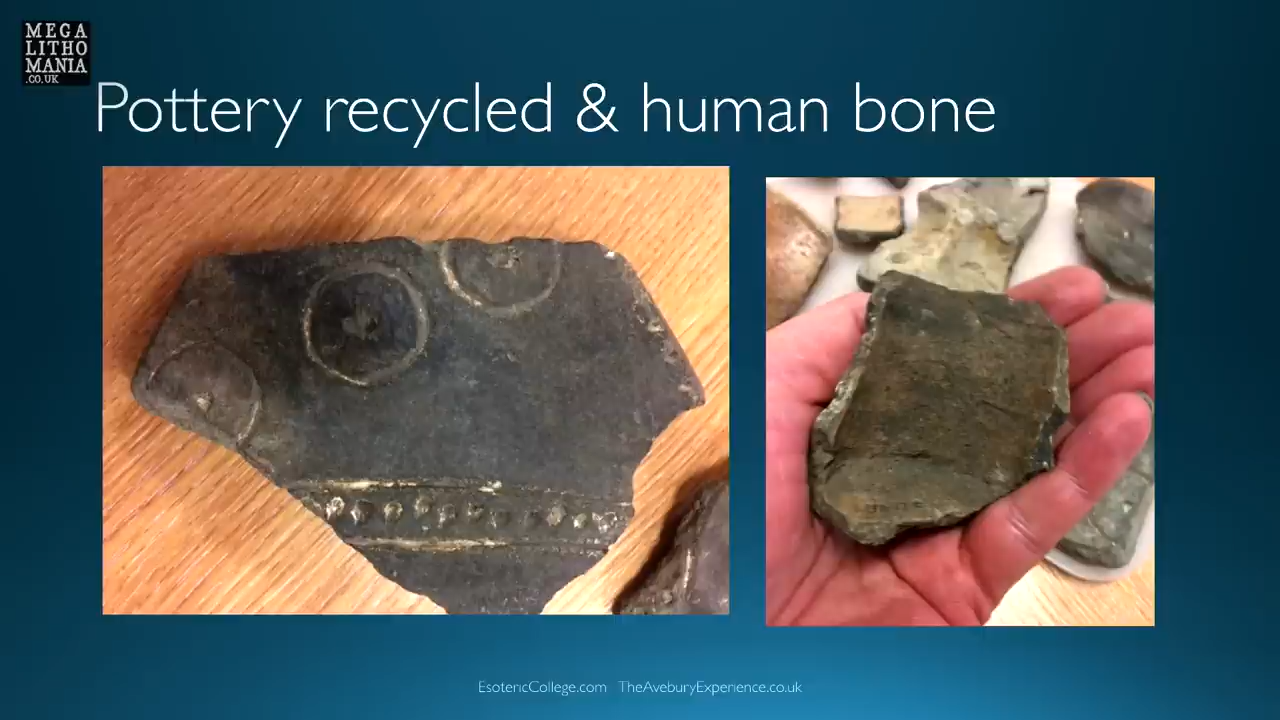 MEGA
LITHO
MANIA
.CO.UK
Pottery recycled & human bone
EsotericCollege.com TheAveburyExperience.co.uk